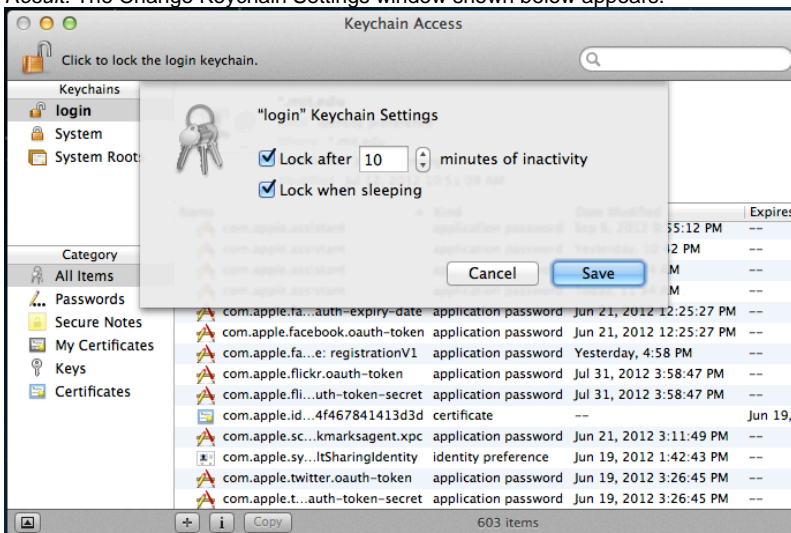 Result: The Change Keychain Settings window shown below appears.
Keychain Access
Click to lock the login keychain.
Keychains
login
System
System Root
"login" Keychain Settings
Lock after 10 minutes of inactivity
Lock when sleeping
Cancel
Save
Expires
55:12 PM --
42 PM --
M --
M --
Category
All Items
Passwords
Secure Notes
My Certificates
Keys
Certificates
com.apple.fa...auth-expiry-date application password Jun 21, 2012 12:25:27 PM --
com.apple.facebook.oauth-token application password Jun 21, 2012 12:25:27 PM --
com.apple.fa...e: registrationV1 application password Yesterday, 4:58 PM --
com.apple.flickr.oauth-token application password Jul 31, 2012 3:58:47 PM --
com.apple.fli...uth-token-secret application password Jul 31, 2012 3:58:47 PM --
com.apple.id...4f467841413d3d certificate -- Jun 19,
com.apple.sc...kmarksagent.xpc application password Jun 21, 2012 3:11:49 PM --
com.apple.sy...ltSharingIdentity identity preference Jun 19, 2012 1:42:43 PM --
com.apple.twitter.oauth-token application password Jun 19, 2012 3:26:45 PM --
com.apple.t...auth-token-secret application password Jun 19, 2012 3:26:45 PM --
Copy
603 items